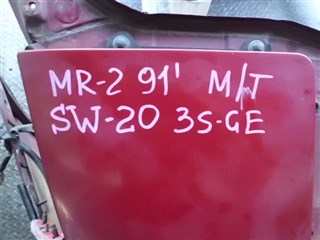 MR-2 91' M/T
SW-20 3S-GE